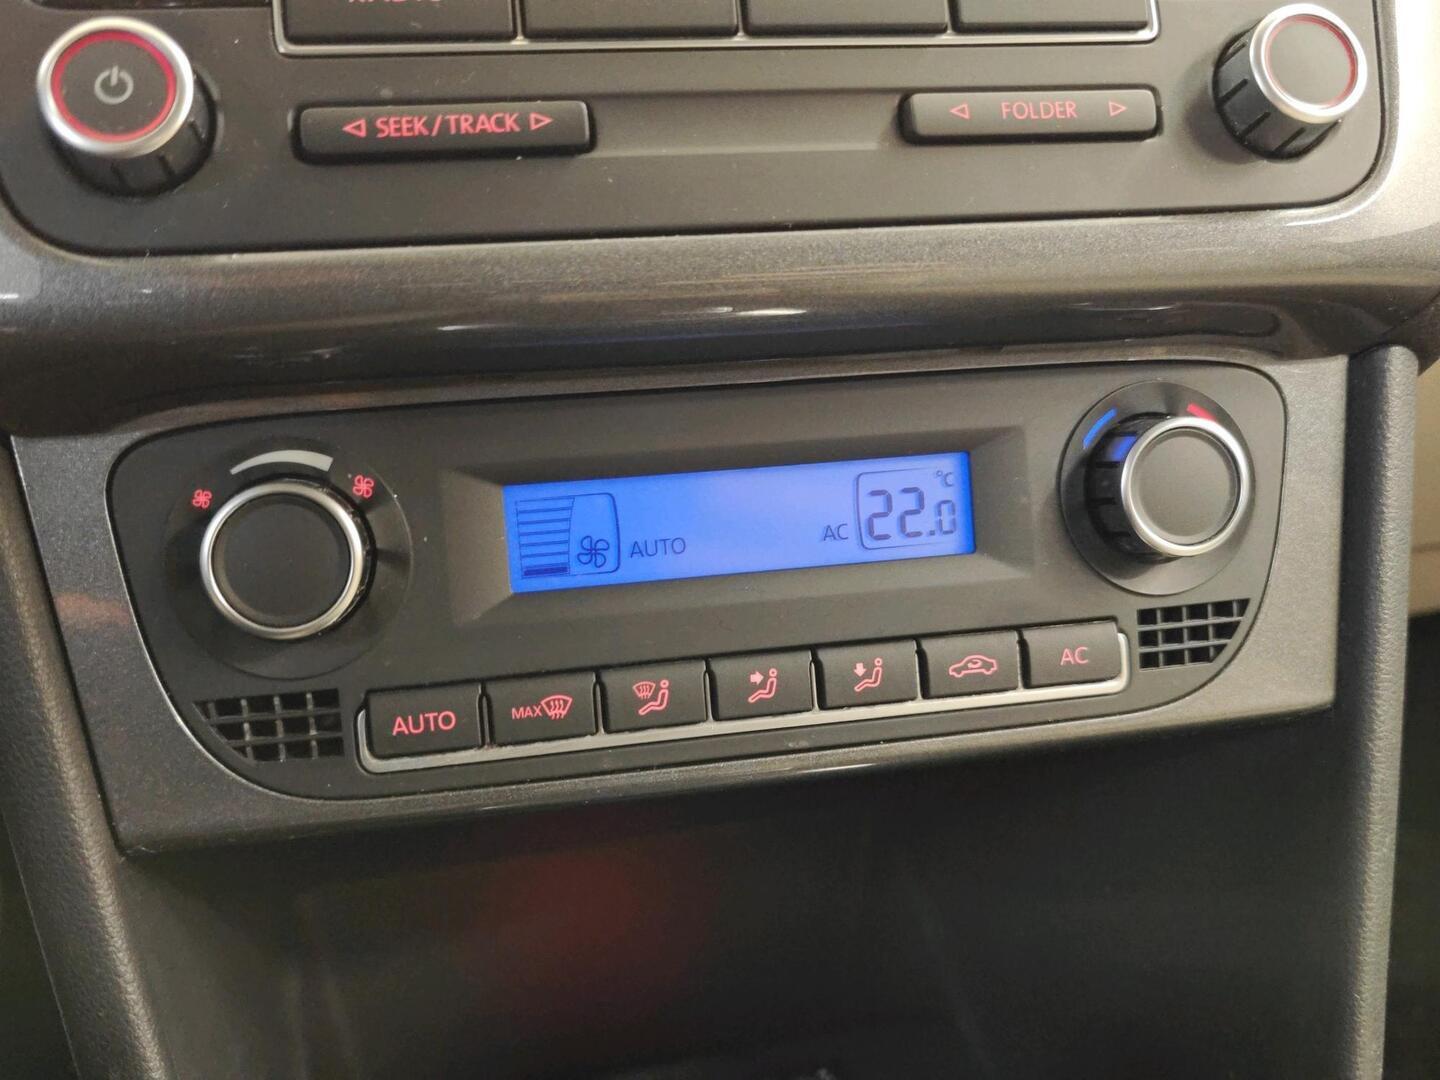 SEEK/TRACK
FOLDER
AUTO
AC
22.0
°C
AUTO
MAX
AC